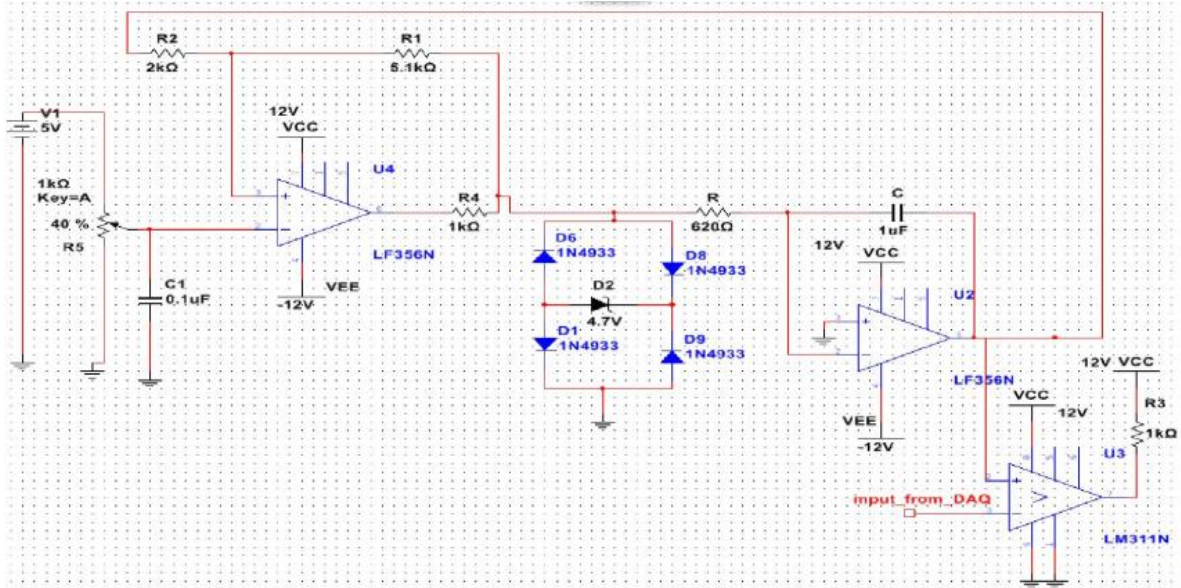 R2
2kΩ
R1
5.1kΩ
V1
5V
12V
VCC
U4
1kΩ
Key=A
40 %
R5
R4
1kΩ
LF356N
C1
0.1uF
VEE
-12V
D6
1N4933
D8
1N4933
D2
4.7V
D1
1N4933
D9
1N4933
R
620Ω
C
1uF
12V
VCC
U2
LF356N
VEE
-12V
12V VCC
VCC
12V
R3
1kΩ
U3
input_from_DAQ
LM311N